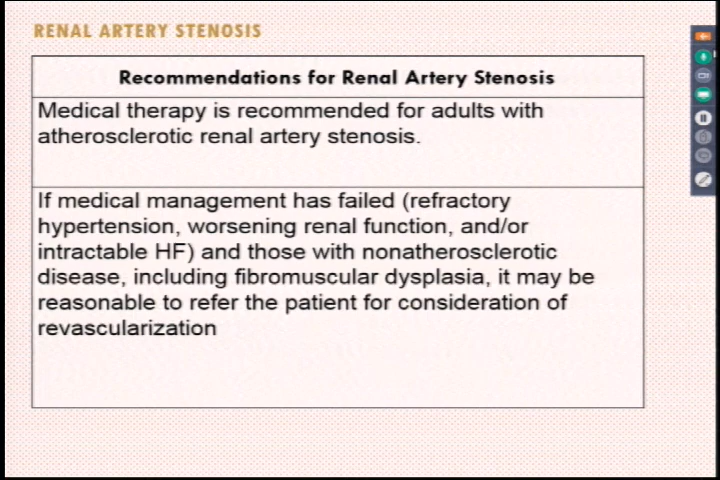 RENAL ARTERY STENOSIS
Recommendations for Renal Artery Stenosis
Medical therapy is recommended for adults with
atherosclerotic renal artery stenosis.
If medical management has failed (refractory
hypertension, worsening renal function, and/or
intractable HF) and those with nonatherosclerotic
disease, including fibromuscular dysplasia, it may be
reasonable to refer the patient for consideration of
revascularization